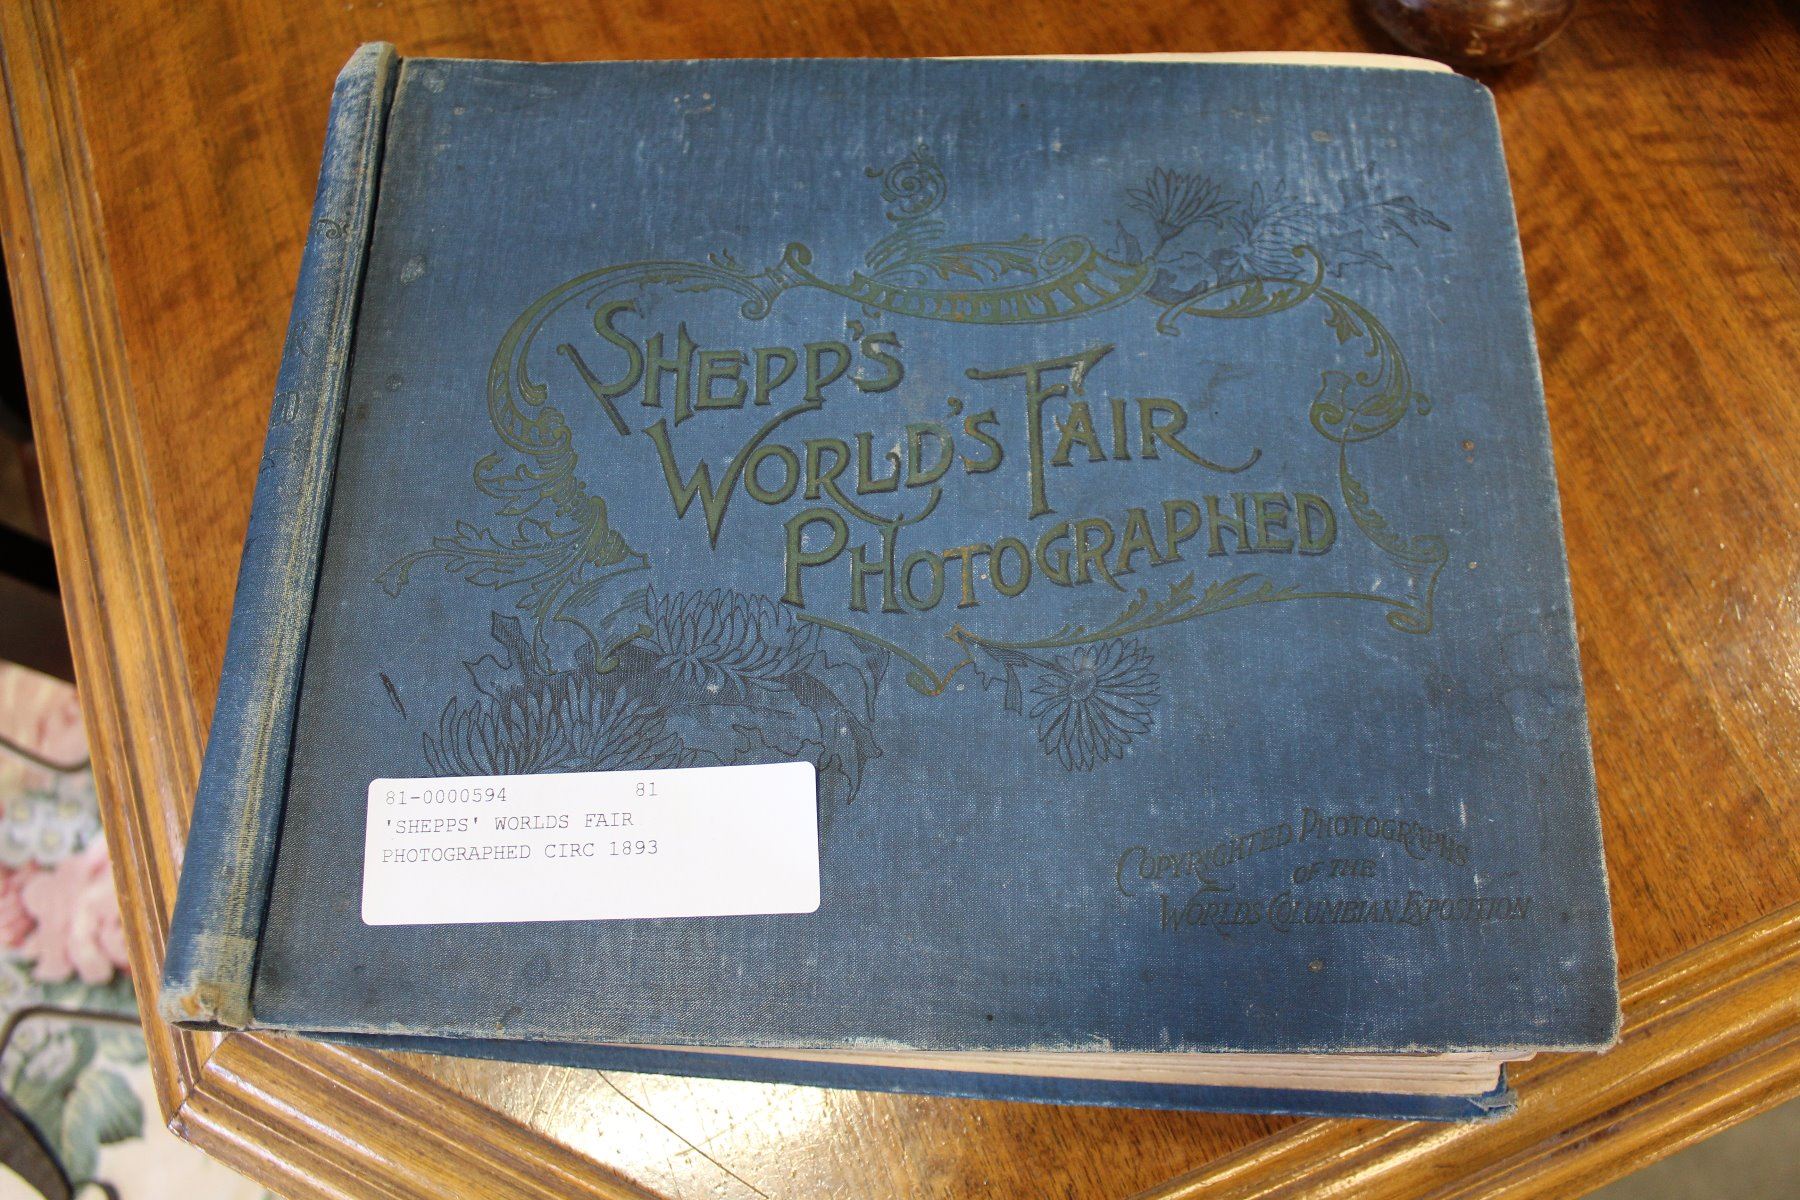 SHEPP'S
WORLD'S FAIR
PHOTOGRAPHED
81-0000594 81
'SHEPPS' WORLDS FAIR
PHOTOGRAPHED CIRC 1893
COPYRIGHTED PHOTOGRAPHS
OF THE
WORLD'S COLUMBIAN EXPOSITION